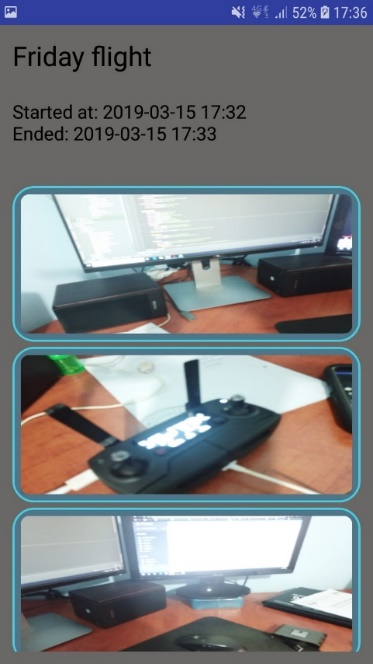 52% 17:36
Friday flight
Started at: 2019-03-15 17:32
Ended: 2019-03-15 17:33